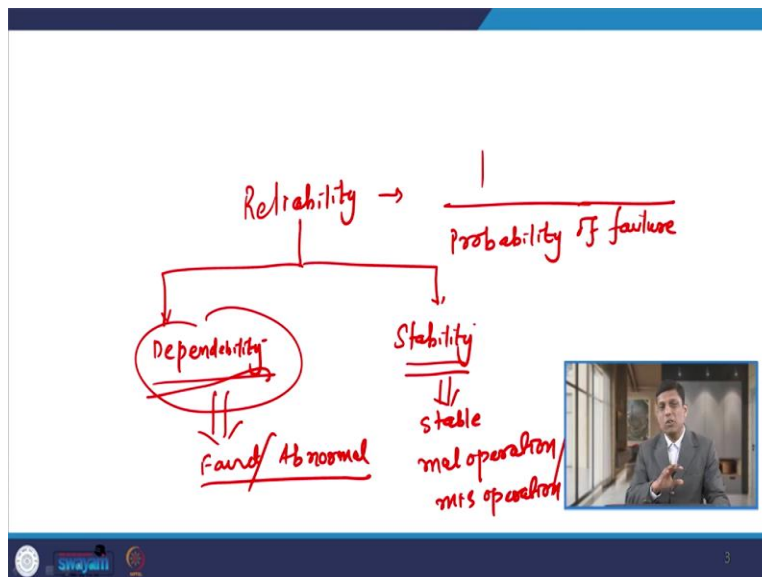 Reliability → 1
Probability of failure
Dependability
Stability
Fault/Abnormal
stable
mal operation/
mis operation
swayam
3